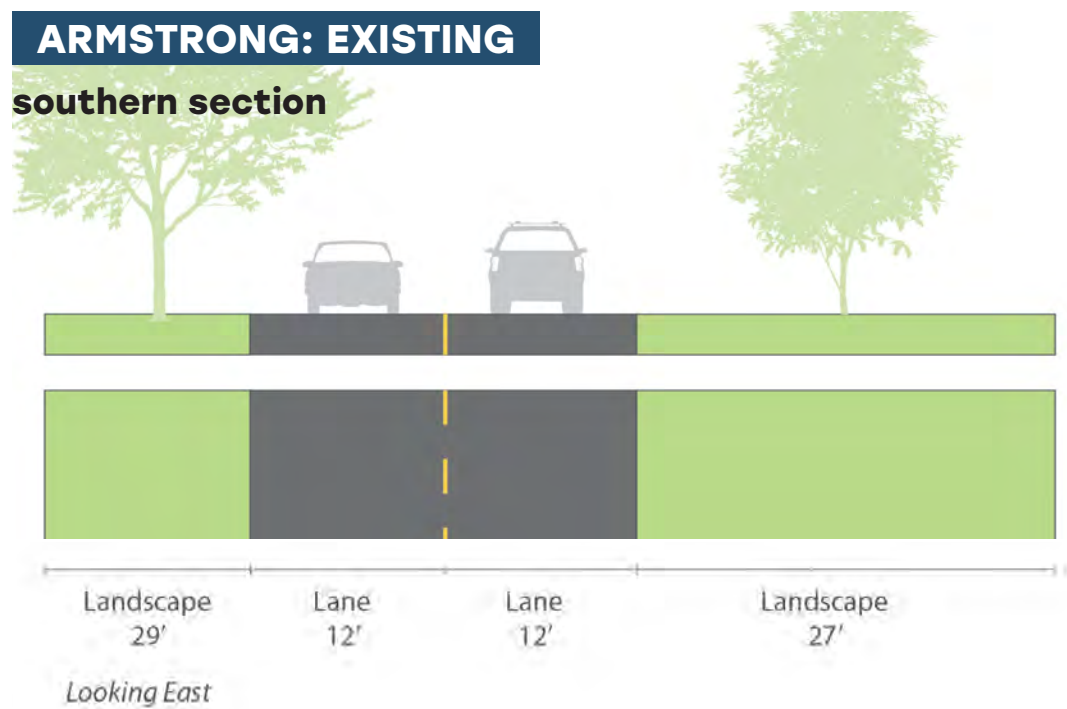 ARMSTRONG: EXISTING
southern section
Landscape Lane Lane Landscape
29' 12' 12' 27'
Looking East